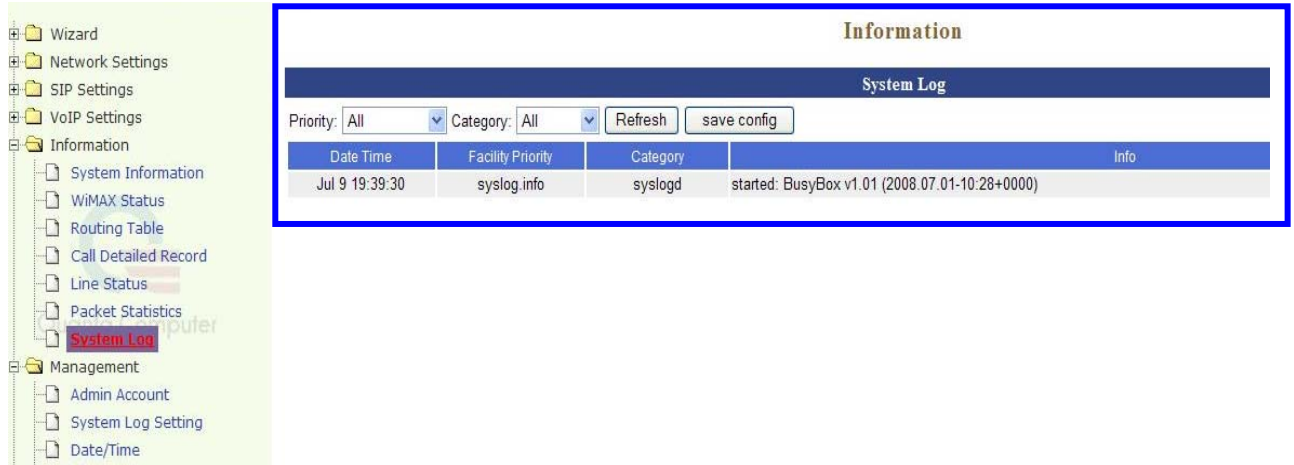 Wizard
Network Settings
SIP Settings
VoIP Settings
Information
System Information
WiMAX Status
Routing Table
Call Detailed Record
Line Status
Packet Statistics
Quanta Computer
System Log
Management
Admin Account
System Log Setting
Date/Time
Information
System Log
Priority: All Category: All Refresh save config
Date Time Facility Priority Category Info
Jul 9 19:39:30 syslog.info syslogd started: BusyBox v1.01 (2008.07.01-10:28+0000)